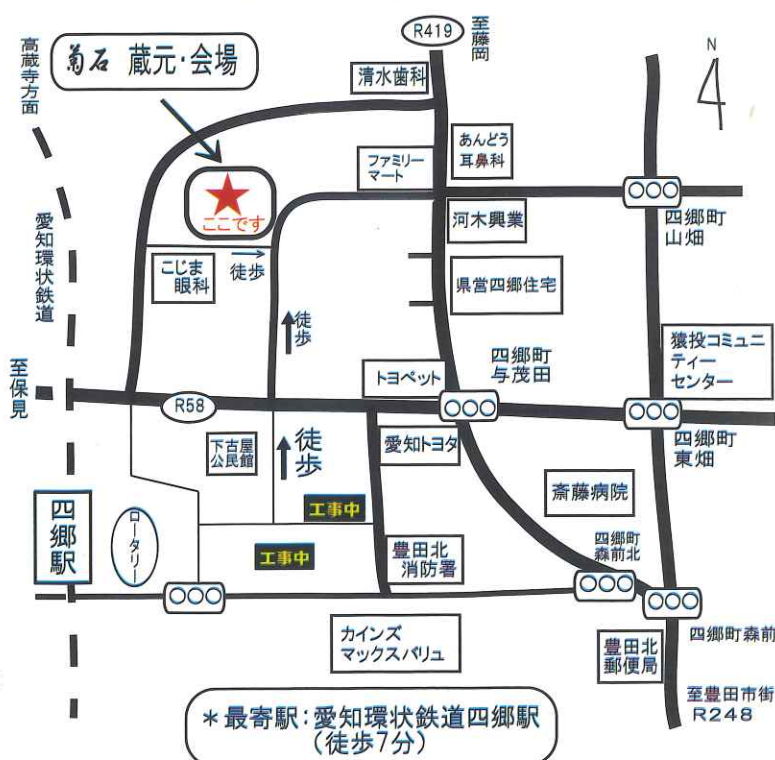 R419
至藤岡
高蔵寺方面
菊石 蔵元・会場
清水歯科
N
あんどう
耳鼻科
ファミリー
マート
ここです
河木興業
四郷町
山畑
愛知環状鉄道
こじま
眼科
徒歩
県営四郷住宅
徒歩
四郷町
与茂田
猿投コミュニ
ティー
センター
至保見
トヨペット
R58
下古屋
公民館
徒歩
愛知トヨタ
四郷町
東畑
斎藤病院
四郷駅
ロータリー
工事中
工事中
豊田北
消防署
四郷町
森前北
カインズ
マックスバリュ
豊田北
郵便局
四郷町森前
至豊田市街
R248
*最寄駅:愛知環状鉄道四郷駅
(徒歩7分)